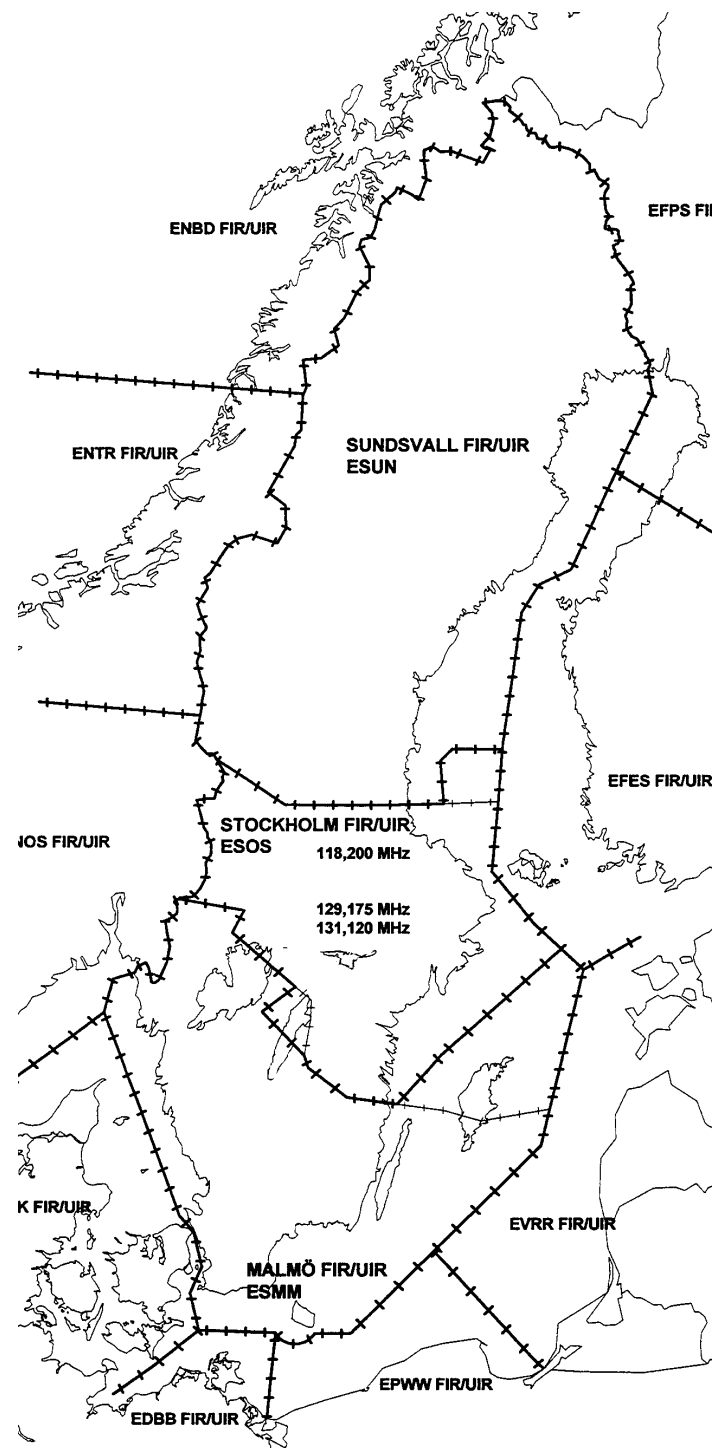 ENBD FIR/UIR
EFPS FI
ENTR FIR/UIR
SUNDSVALL FIR/UIR
ESUN
EFES FIR/UIR
STOCKHOLM FIR/UIR
ESOS
NOS FIR/UIR
118,200 MHz
129,175 MHz
131,120 MHz
K FIR/UIR
EVRR FIR/UIR
MALMÖ FIR/UIR
ESMM
EPWW FIR/UIR
EDBB FIR/UIR